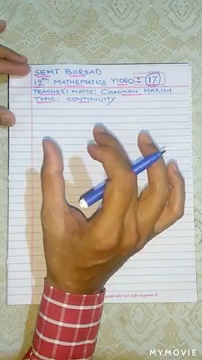 SEMT BORSAD
12th MATHEMATICS VIDEO : 17
TEACHER'S NAME: CHAUHAN HARISH
TOPIC: CONTINUITY
MYMOVIE